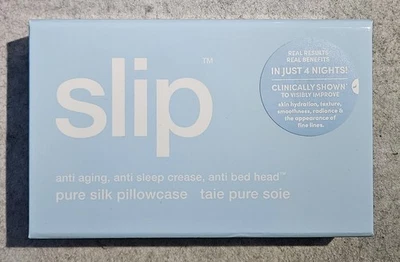 slip™
REAL RESULTS
REAL BENEFITS
IN JUST 4 NIGHTS!
CLINICALLY SHOWN
TO VISIBLY IMPROVE
skin hydration, texture,
smoothness, radiance &
the appearance of
fine lines.
anti aging, anti sleep crease, anti bed head™
pure silk pillowcase taie pure soie